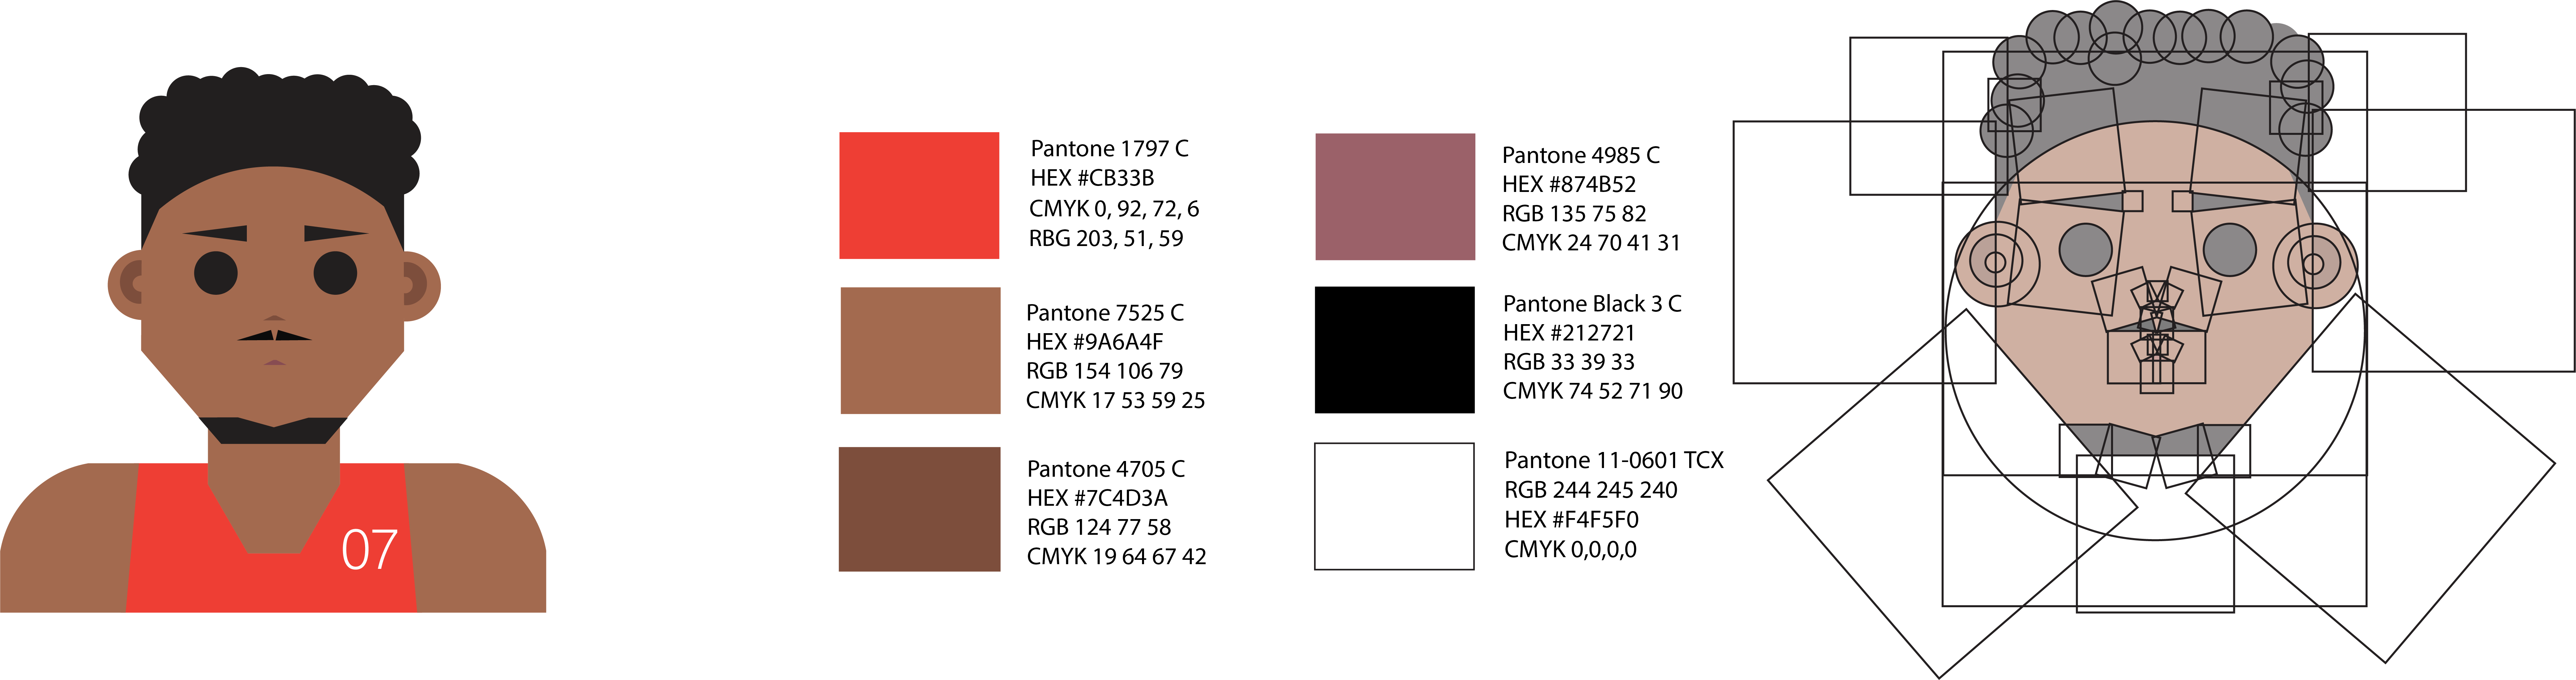 07
Pantone 1797 C
HEX #CB33B
CMYK 0, 92, 72, 6
RBG 203, 51, 59
Pantone 7525 C
HEX #9A6A4F
RGB 154 106 79
CMYK 17 53 59 25
Pantone 4705 C
HEX #7C4D3A
RGB 124 77 58
CMYK 19 64 67 42
Pantone 4985 C
HEX #874B52
RGB 135 75 82
CMYK 24 70 41 31
Pantone Black 3 C
HEX #212721
RGB 33 39 33
CMYK 74 52 71 90
Pantone 11-0601 TCX
RGB 244 245 240
HEX #F4F5F0
CMYK 0,0,0,0